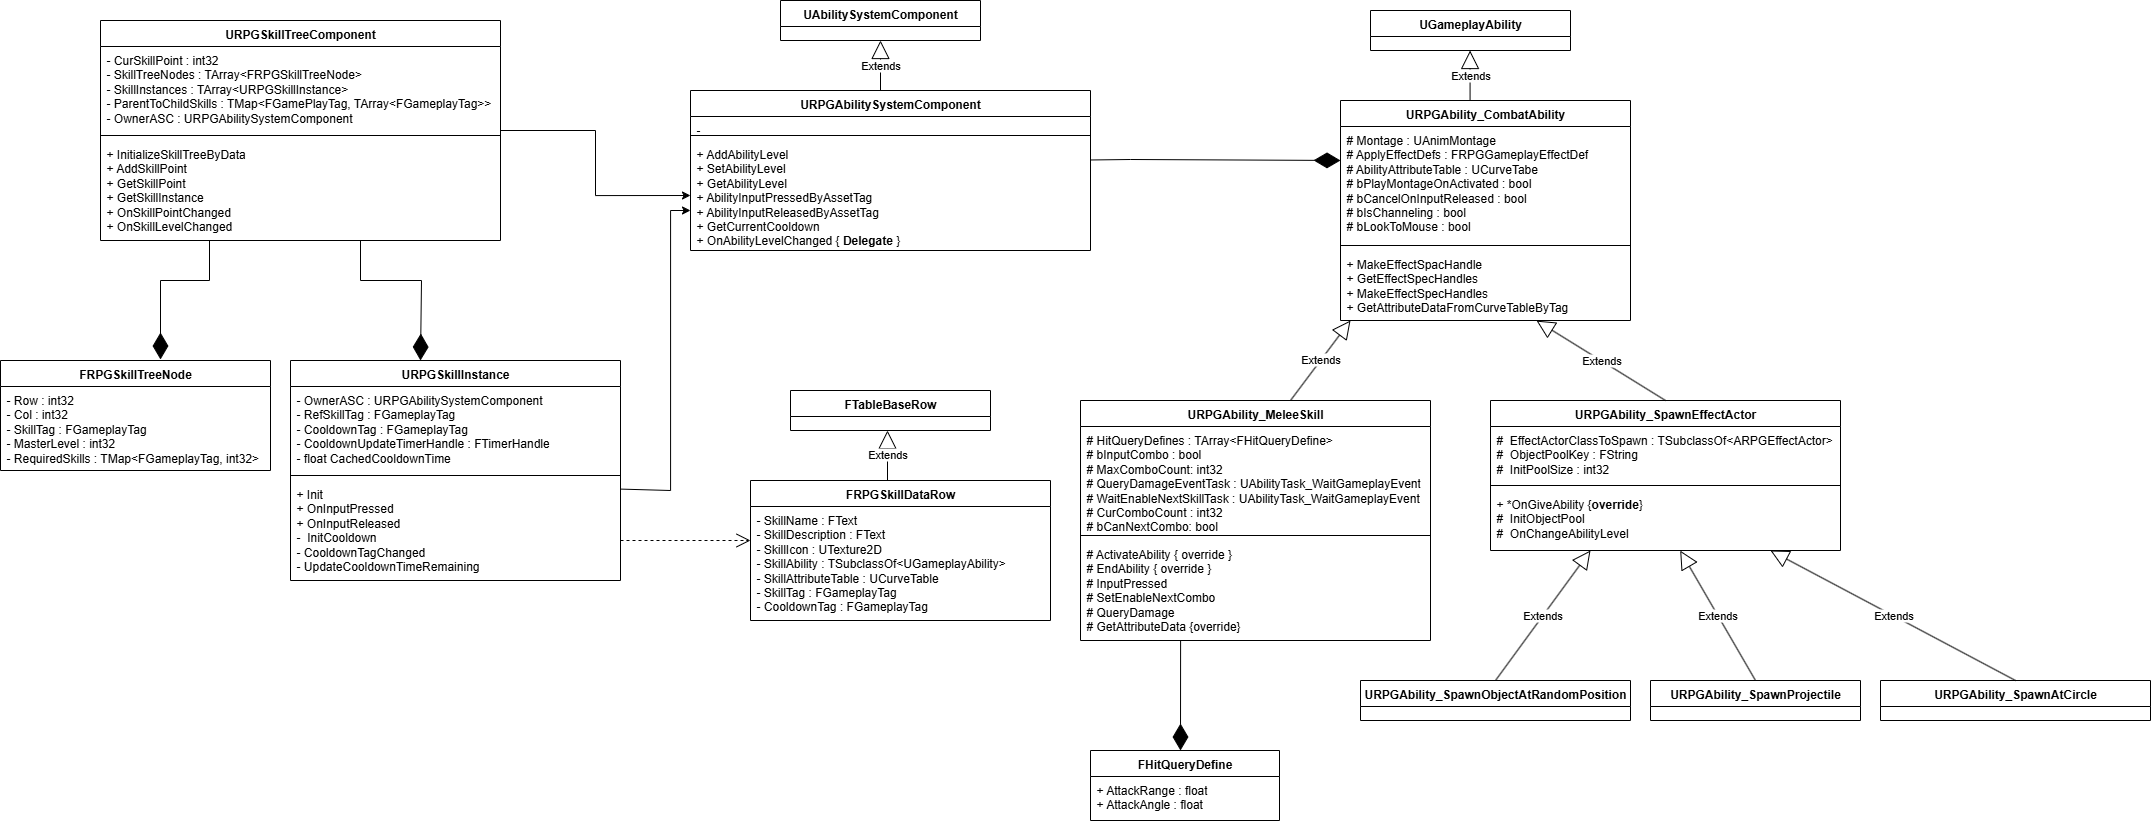 URPGSkillTreeComponent
- CurSkillPoint : int32
- SkillTreeNodes : TArray<FRPGSkillTreeNode>
- SkillInstances : TArray<URPGSkillInstance>
- ParentToChildSkills : TMap<FGamePlayTag, TArray<FGameplayTag>>
- OwnerASC : URPGAbilitySystemComponent
+ InitializeSkillTreeByData
+ AddSkillPoint
+ GetSkillPoint
+ GetSkillInstance
+ OnSkillPointChanged
+ OnSkillLevelChanged
UAbilitySystemComponent
Extends
URPGAbilitySystemComponent
-
+ AddAbilityLevel
+ SetAbilityLevel
+ GetAbilityLevel
+ AbilityInputPressedByAssetTag
+ AbilityInputReleasedByAssetTag
+ GetCurrentCooldown
+ OnAbilityLevelChanged { Delegate }
UGameplayAbility
Extends
URPGAbility_CombatAbility
# Montage : UAnimMontage
# ApplyEffectDefs : FRPGGameplayEffectDef
# AbilityAttributeTable : UCurveTabe
# bPlayMontageOnActivated : bool
# bCancelOnInputReleased : bool
# bIsChanneling : bool
# bLookToMouse : bool
+ MakeEffectSpacHandle
+ GetEffectSpecHandles
+ MakeEffectSpecHandles
+ GetAttributeDataFromCurveTableByTag
Extends
Extends
FRPGSkillTreeNode
- Row : int32
- Col : int32
- SkillTag : FGameplayTag
- MasterLevel : int32
- RequiredSkills : TMap<FGameplayTag, int32>
URPGSkillInstance
- OwnerASC : URPGAbilitySystemComponent
- RefSkillTag : FGameplayTag
- CooldownTag : FGameplayTag
- CooldownUpdateTimerHandle : FTimerHandle
- float CachedCooldownTime
+ Init
+ OnInputPressed
+ OnInputReleased
- InitCooldown
- CooldownTagChanged
- UpdateCooldownTimeRemaining
FTableBaseRow
Extends
FRPGSkillDataRow
- SkillName : FText
- SkillDescription : FText
- SkillIcon : UTexture2D
- SkillAbility : TSubclassOf<UGameplayAbility>
- SkillAttributeTable : UCurveTable
- SkillTag : FGameplayTag
- CooldownTag : FGameplayTag
URPGAbility_MeleeSkill
# HitQueryDefines : TArray<FHitQueryDefine>
# bInputCombo : bool
# MaxComboCount: int32
# QueryDamageEventTask : UAbilityTask_WaitGameplayEvent
# WaitEnableNextSkillTask : UAbilityTask_WaitGameplayEvent
# CurComboCount : int32
# bCanNextCombo: bool
# ActivateAbility { override }
# EndAbility { override }
# InputPressed
# SetEnableNextCombo
# QueryDamage
# GetAttributeData {override}
URPGAbility_SpawnEffectActor
# EffectActorClassToSpawn : TSubclassOf<ARPGEffectActor>
# ObjectPoolKey : FString
# InitPoolSize : int32
+ *OnGiveAbility {override}
# InitObjectPool
# OnChangeAbilityLevel
Extends
Extends
Extends
URPGAbility_SpawnObjectAtRandomPosition
URPGAbility_SpawnProjectile
URPGAbility_SpawnAtCircle
FHitQueryDefine
+ AttackRange : float
+ AttackAngle : float